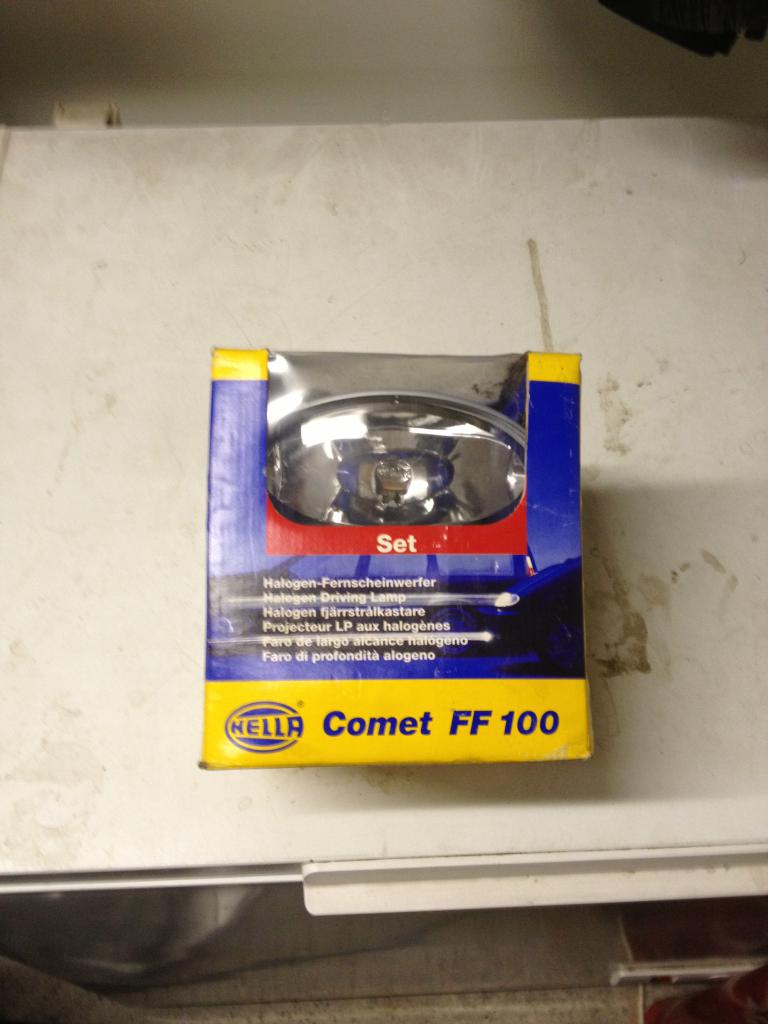 Set
Halogen-Fernscheinwerfer
Halogen Driving Lamp
Halogen fjärrstrålkastare
Projecteur LP aux halogènes
Faro de largo alcance halógeno
Faro di profondità alogeno
HELLA® Comet FF 100